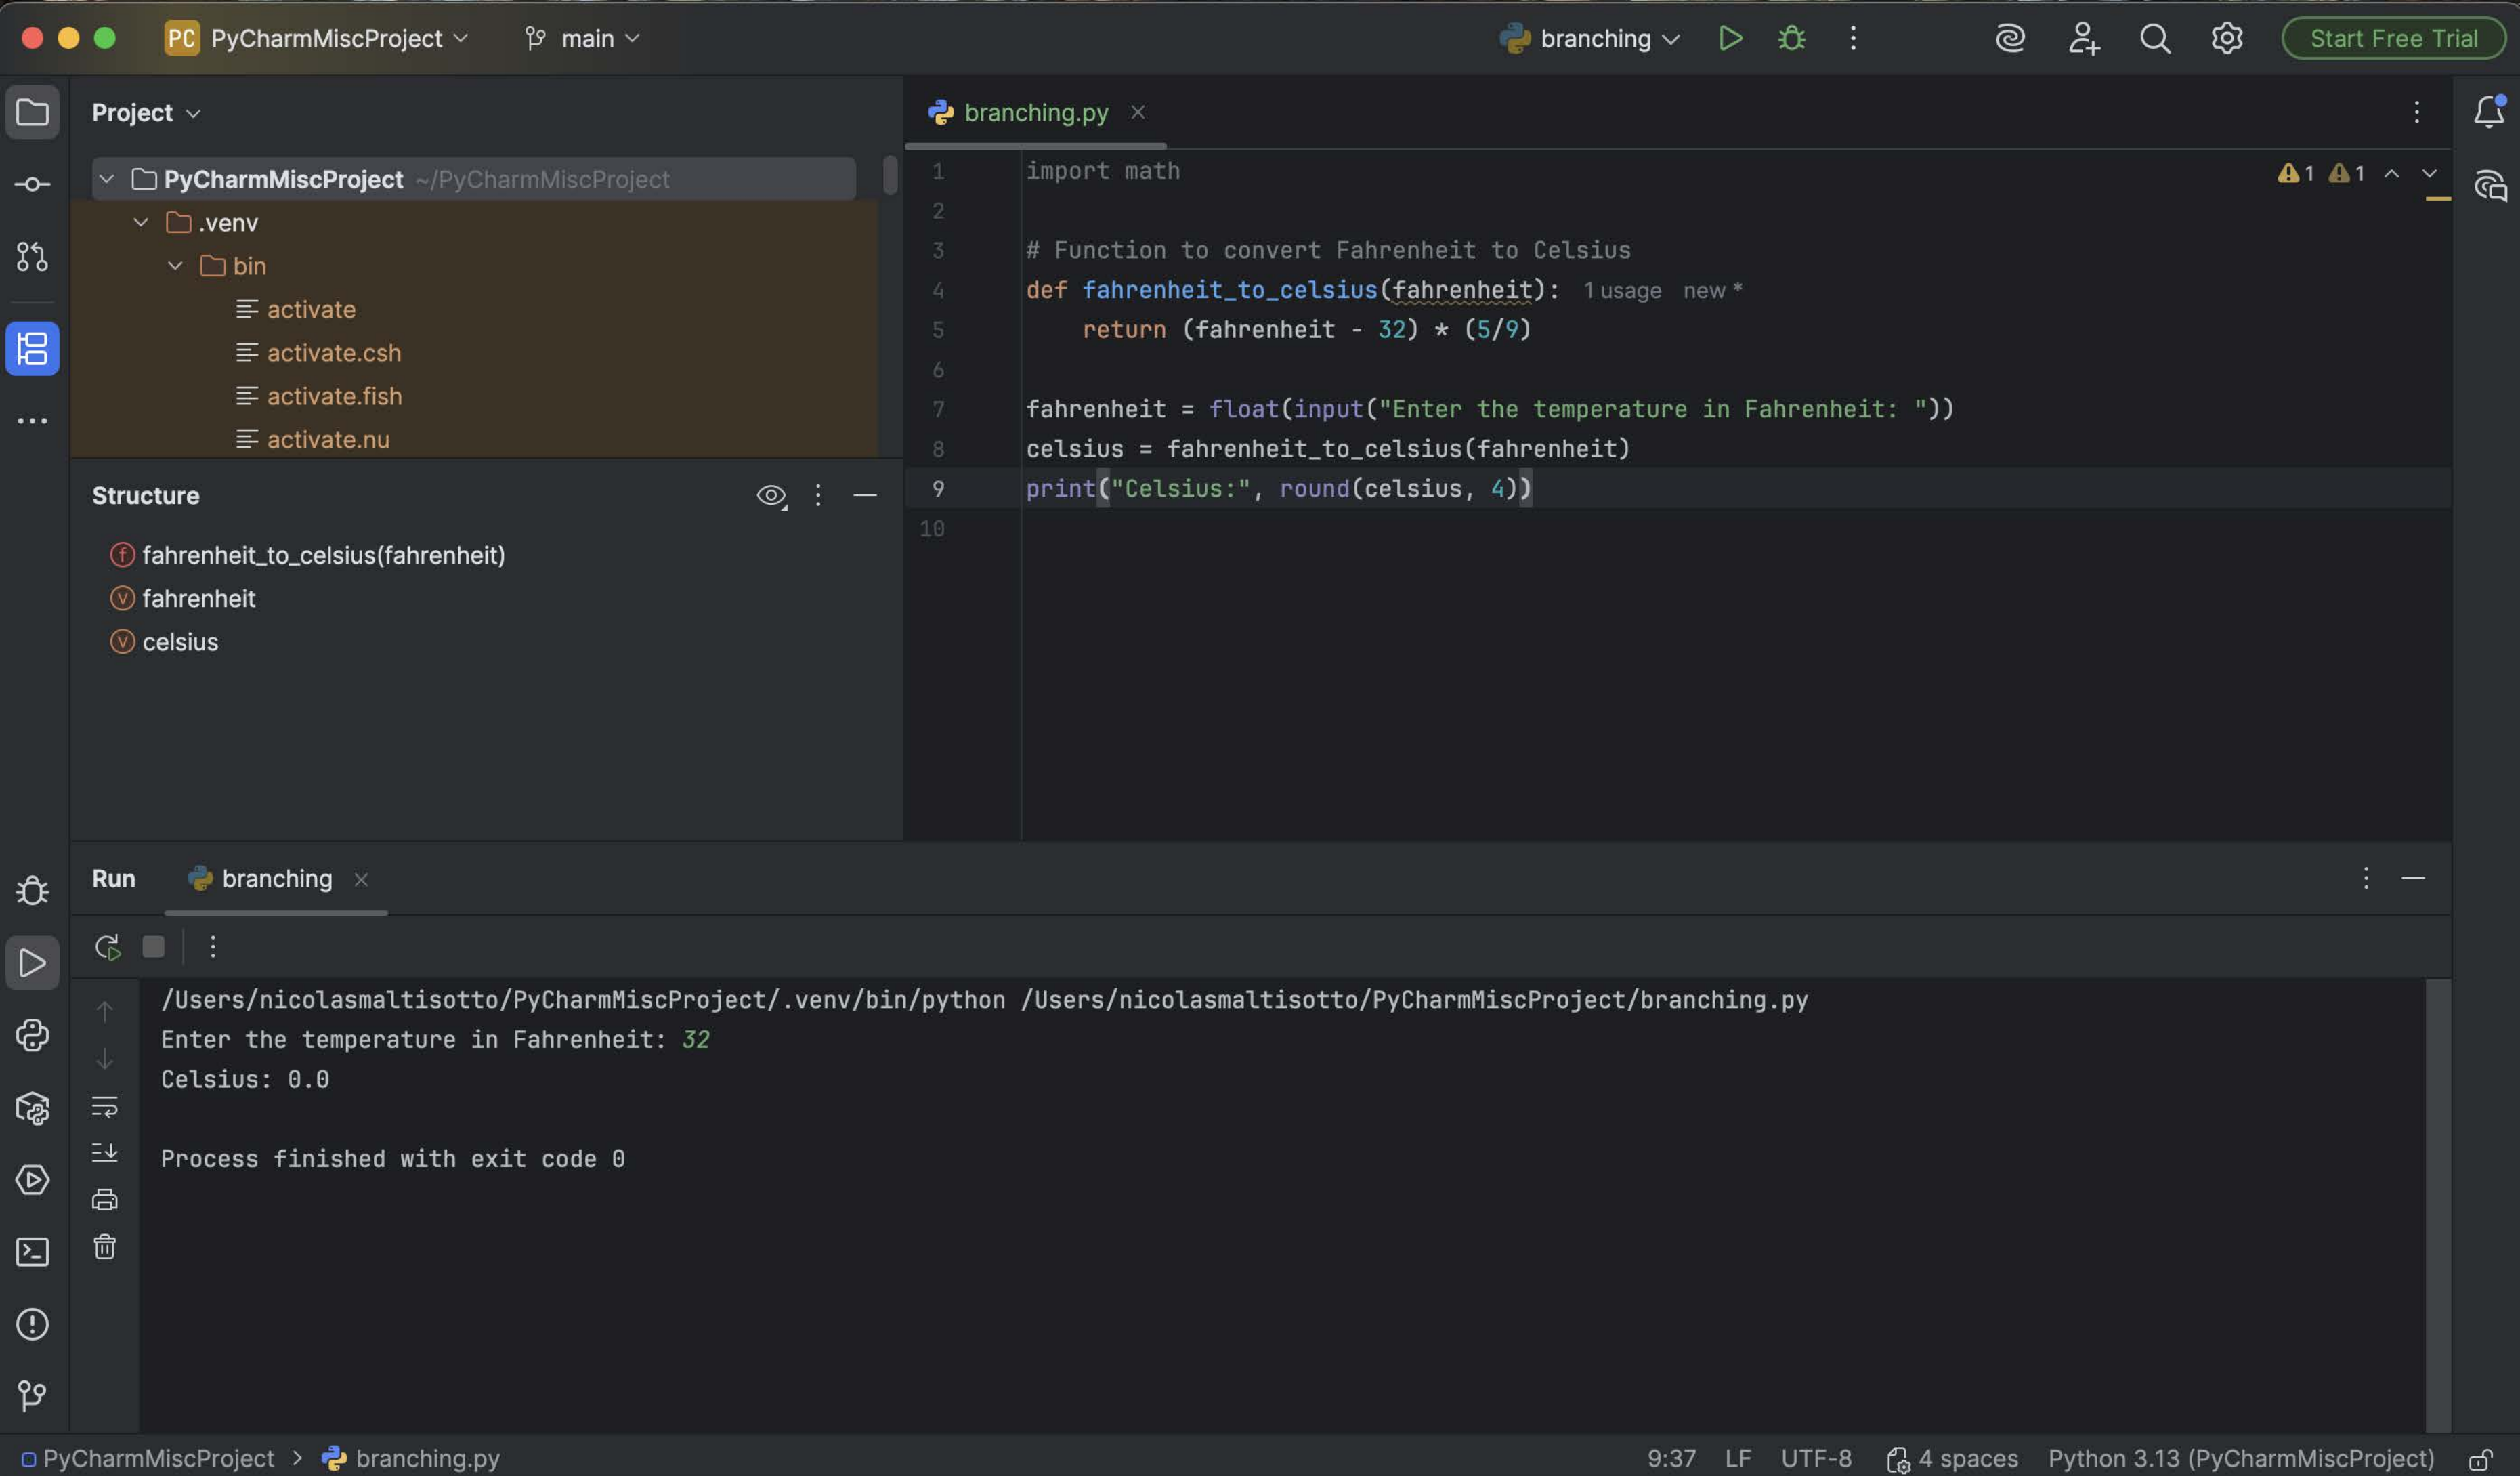 PC PyCharmMiscProject main branching Start Free Trial
Project
PyCharmMiscProject ~/PyCharmMiscProject
.venv
bin
activate
activate.csh
activate.fish
activate.nu
Structure
fahrenheit_to_celsius(fahrenheit)
fahrenheit
celsius
branching.py
1 import math
2
3 # Function to convert Fahrenheit to Celsius
4 def fahrenheit_to_celsius(fahrenheit): 1 usage new *
5 return (fahrenheit - 32) * (5/9)
6
7 fahrenheit = float(input("Enter the temperature in Fahrenheit: "))
8 celsius = fahrenheit_to_celsius(fahrenheit)
9 print("Celsius:", round(celsius, 4))
10
1 1
Run branching
/Users/nicolasmaltisotto/PyCharmMiscProject/.venv/bin/python /Users/nicolasmaltisotto/PyCharmMiscProject/branching.py
Enter the temperature in Fahrenheit: 32
Celsius: 0.0
Process finished with exit code 0
PyCharmMiscProject > branching.py 9:37 LF UTF-8 4 spaces Python 3.13 (PyCharmMiscProject)